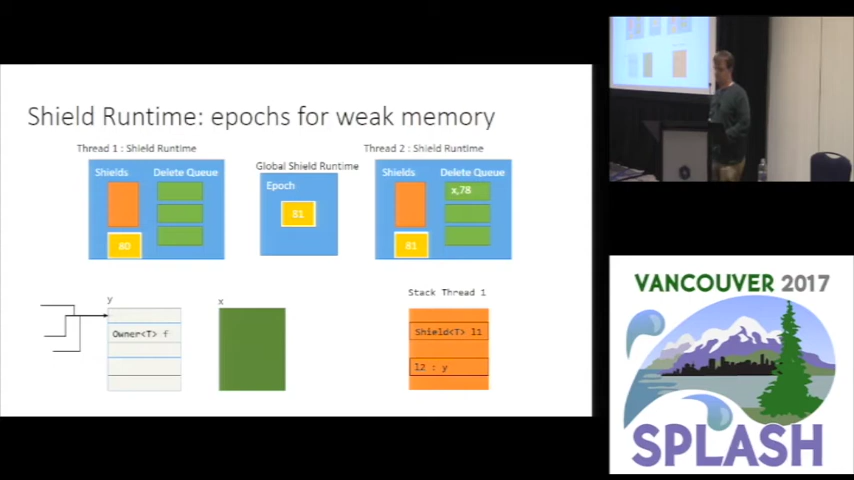 Shield Runtime: epochs for weak memory
Thread 1 : Shield Runtime
Shields
Delete Queue
80
Global Shield Runtime
Epoch
81
Thread 2 : Shield Runtime
Shields
Delete Queue
x,78
81
y
Owner<T> f
x
Stack Thread 1
Shield<T> l1
l2 : y
VANCOUVER 2017
SPLASH